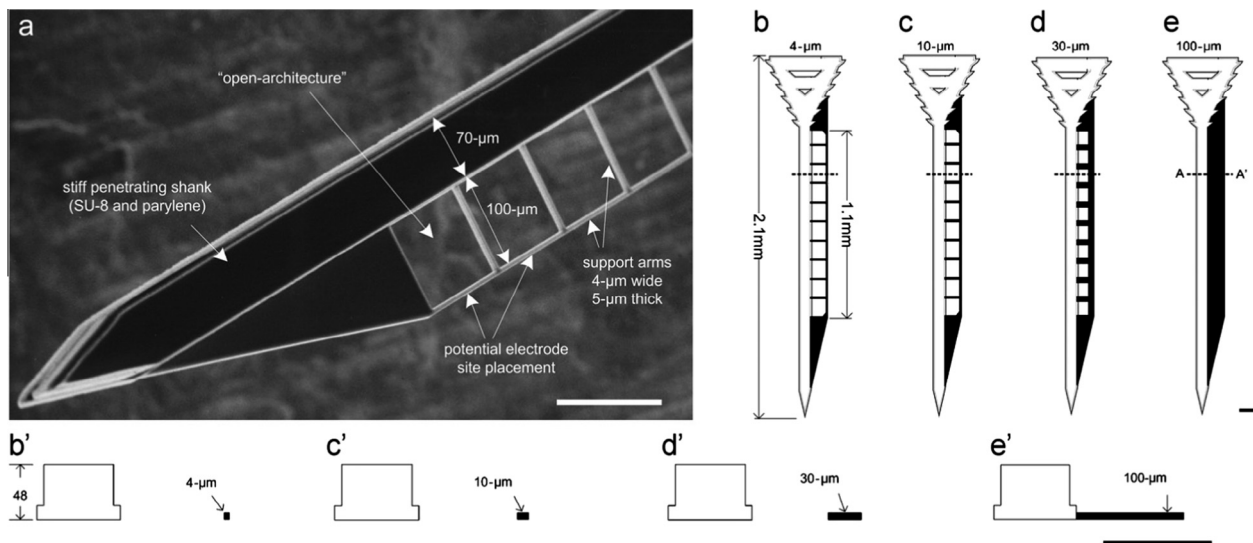 a
"open-architecture"
70-µm
stiff penetrating shank
(SU-8 and parylene)
100-µm
support arms
4-µm wide
5-µm thick
potential electrode
site placement
b
c
d
e
4-µm
10-µm
30-µm
100-µm
2.1mm
1.1mm
A
A'
b'
c'
d'
e'
48
4-µm
10-µm
30-µm
100-µm